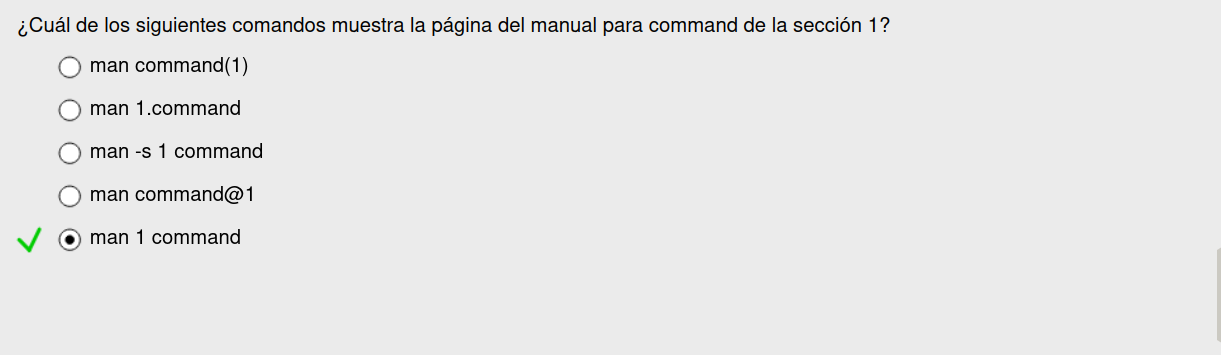 ¿Cuál de los siguientes comandos muestra la página del manual para command de la sección 1?
man command(1)
man 1.command
man -s 1 command
man command@1
man 1 command